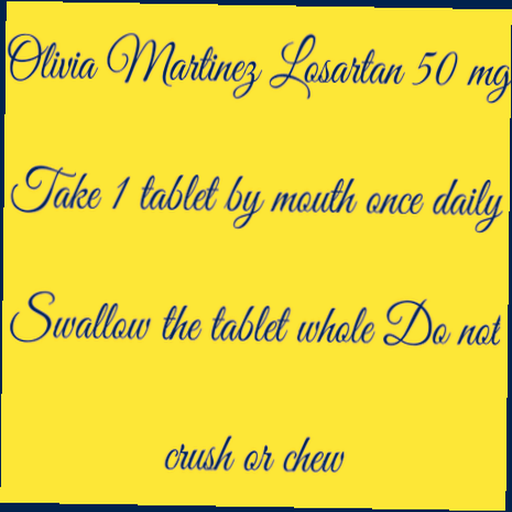 Olivia Martinez Losartan 50 mg
Take 1 tablet by mouth once daily
Swallow the tablet whole Do not
crush or chew